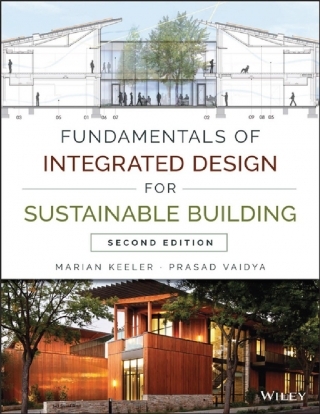 FUNDAMENTALS OF
INTEGRATED DESIGN
FOR
SUSTAINABLE BUILDING
SECOND EDITION
MARIAN KEELER · PRASAD VAIDYA
WILEY